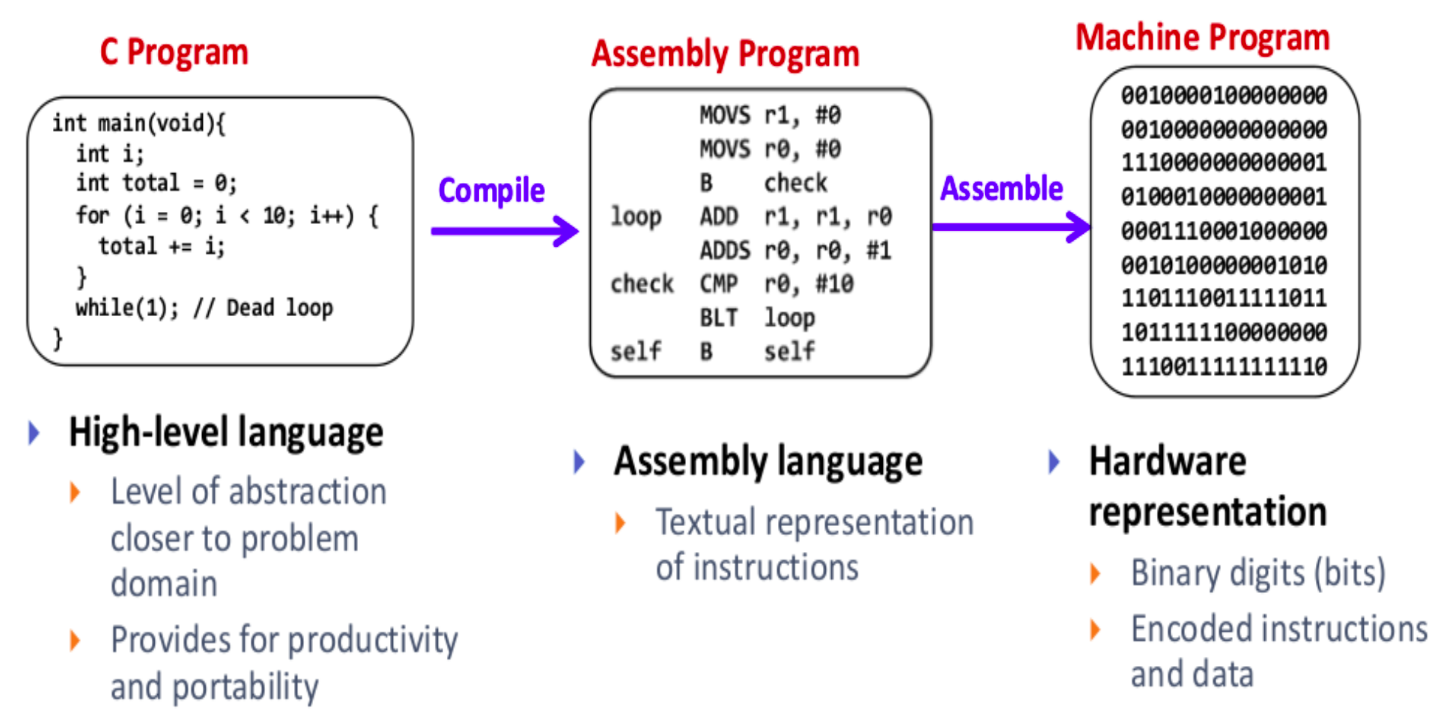 C Program
int main(void){
int i;
int total = 0;
for (i = 0; i < 10; i++) {
total += i;
}
while(1); // Dead loop
}
High-level language
Level of abstraction
closer to problem
domain
Provides for productivity
and portability
Compile
Assembly Program
MOVS r1, #0
MOVS r0, #0
B check
loop ADD r1, r1, r0
ADDS r0, r0, #1
check CMP r0, #10
BLT loop
self B self
Assembly language
Textual representation
of instructions
Assemble
Machine Program
0010000100000000
0010000000000000
1110000000000001
0100010000000001
0001110001000000
0010100000001010
1101110011111011
1011111100000000
1110011111111110
Hardware
representation
Binary digits (bits)
Encoded instructions
and data